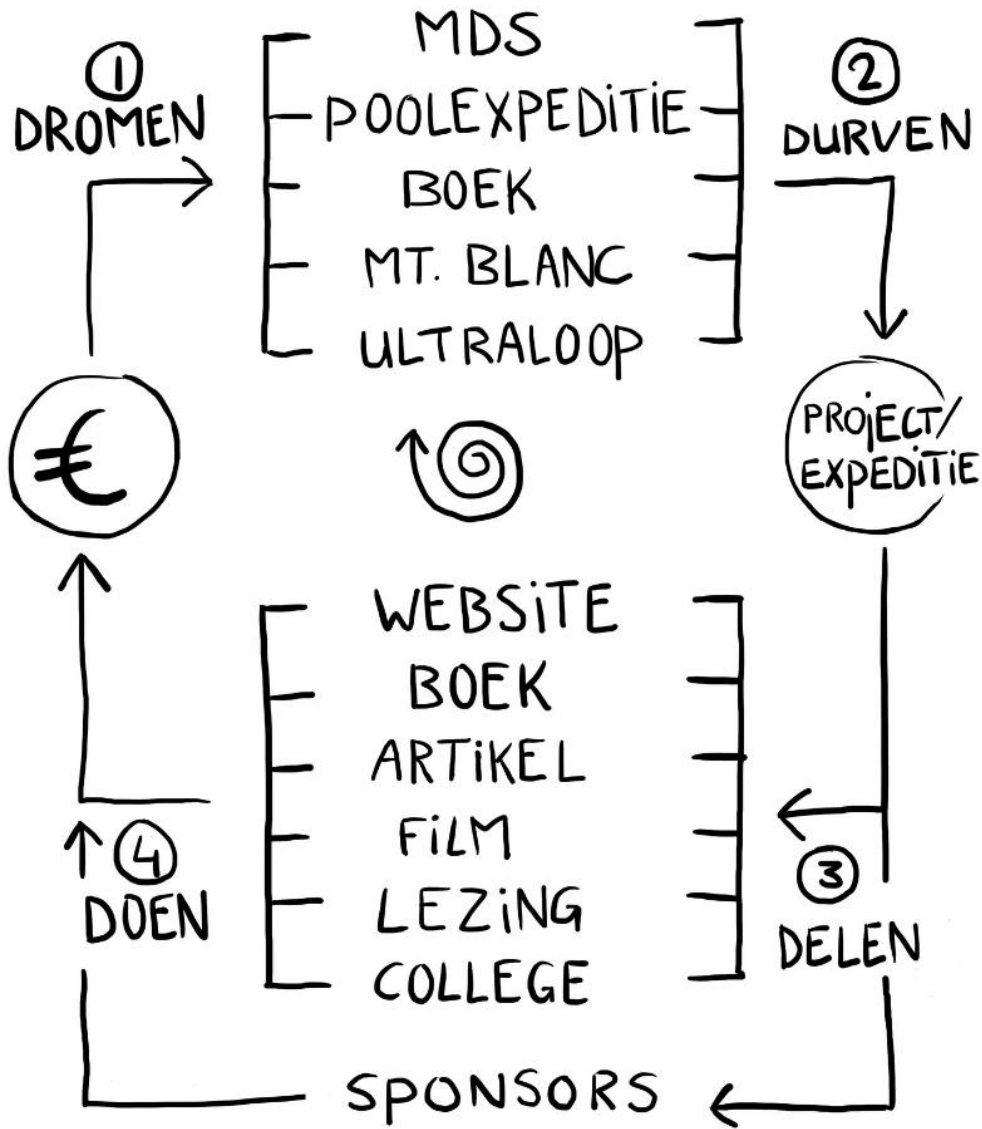 ①
DROMEN
MDS
POOLEXPEDITIE
BOEK
MT. BLANC
ULTRALOOP
②
DURVEN
€
PROJECT/
EXPEDITIE
WEBSITE
BOEK
ARTIKEL
FILM
LEZING
COLLEGE
③
DELEN
④
DOEN
SPONSORS